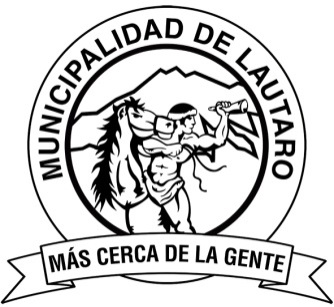 MUNICIPALIDAD DE LAUTARO
MÁS CERCA DE LA GENTE